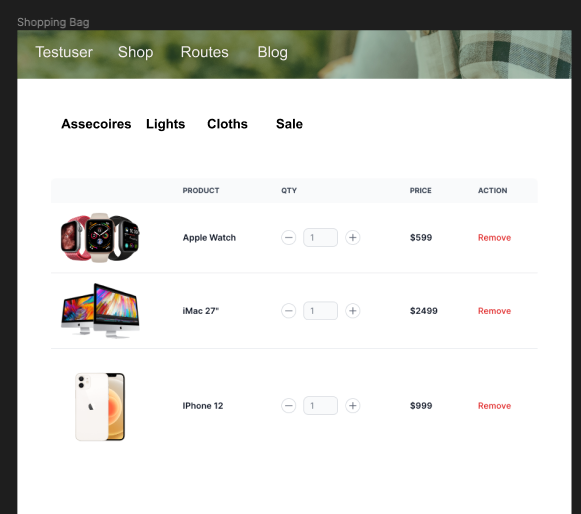 Shopping Bag
Testuser Shop Routes Blog
Assecoires Lights Cloths Sale
PRODUCT QTY PRICE ACTION
Apple Watch 1 $599 Remove
iMac 27" 1 $2499 Remove
IPhone 12 1 $999 Remove